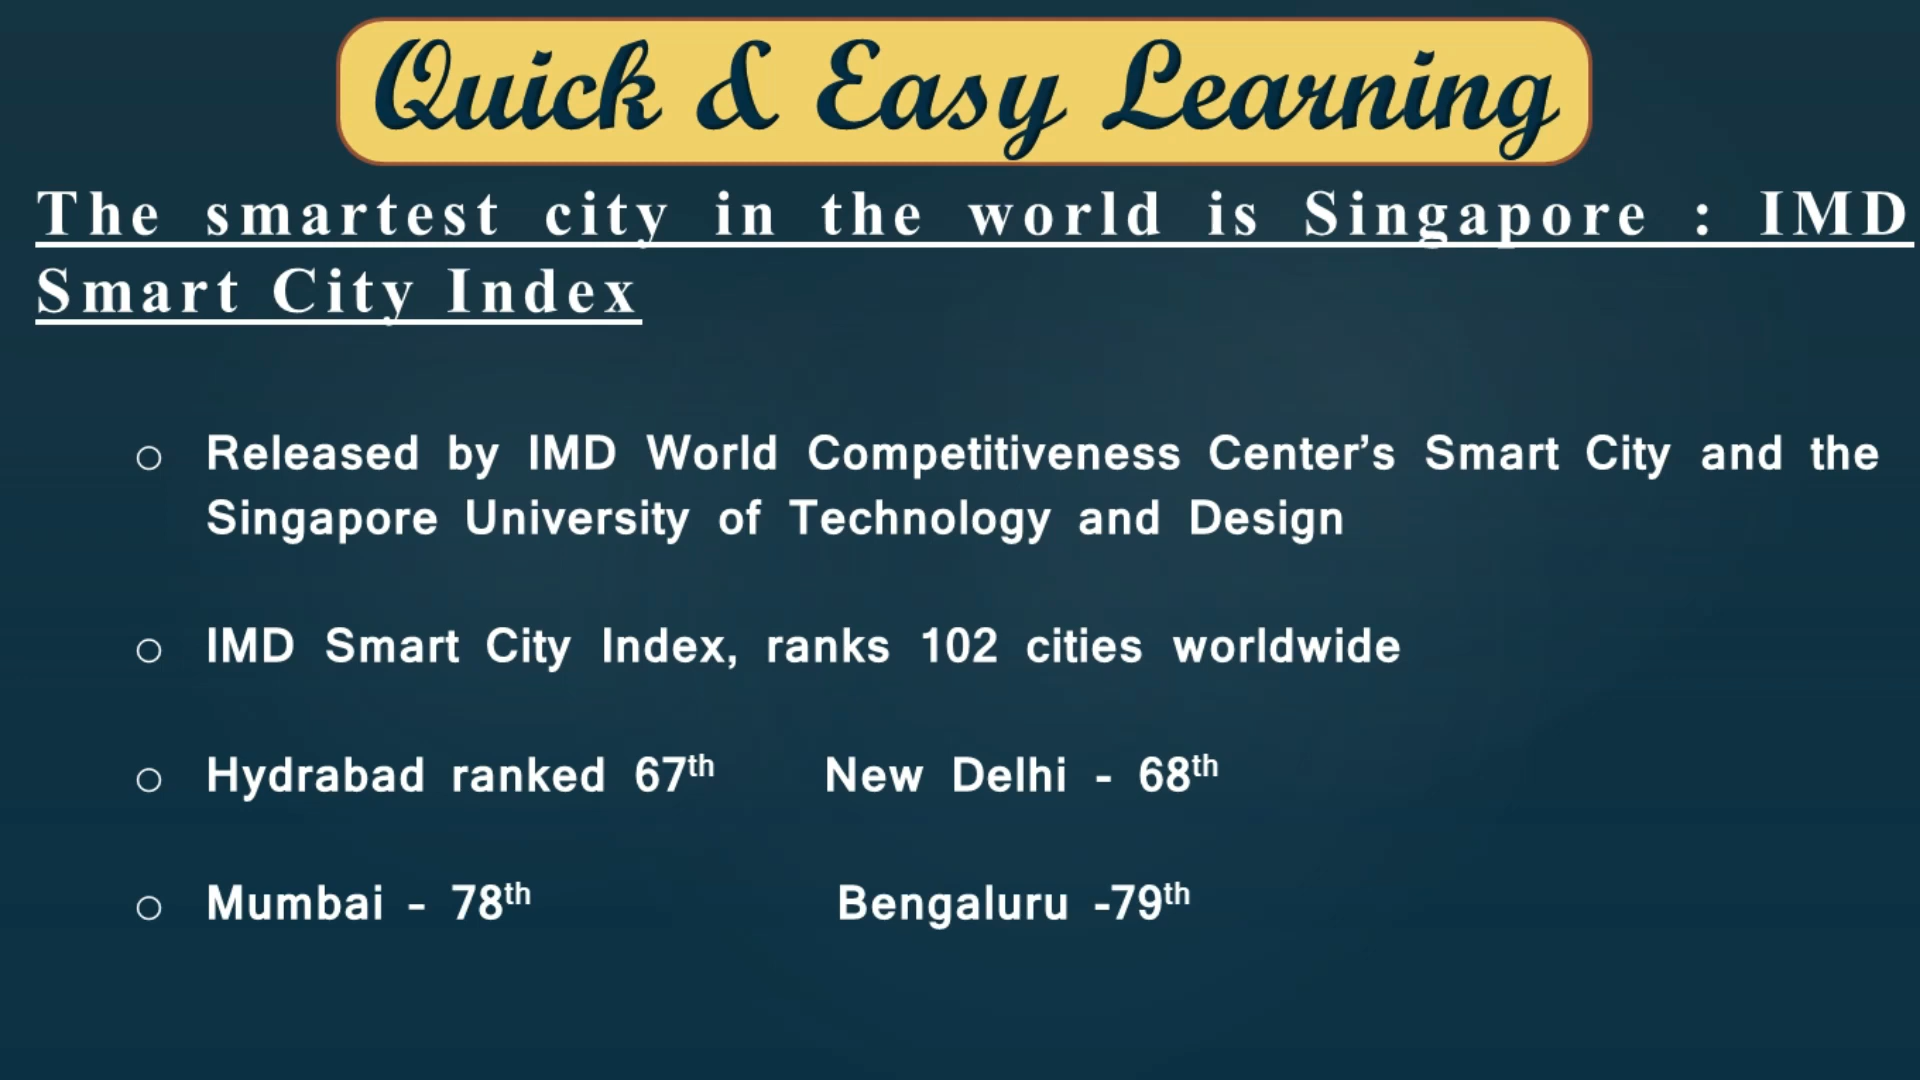 Quick & Easy Learning
The smartest city in the world is Singapore : IMD
Smart City Index
○ Released by IMD World Competitiveness Center’s Smart City and the
Singapore University of Technology and Design
○ IMD Smart City Index, ranks 102 cities worldwide
○ Hydrabad ranked 67th New Delhi - 68th
○ Mumbai - 78th Bengaluru -79th